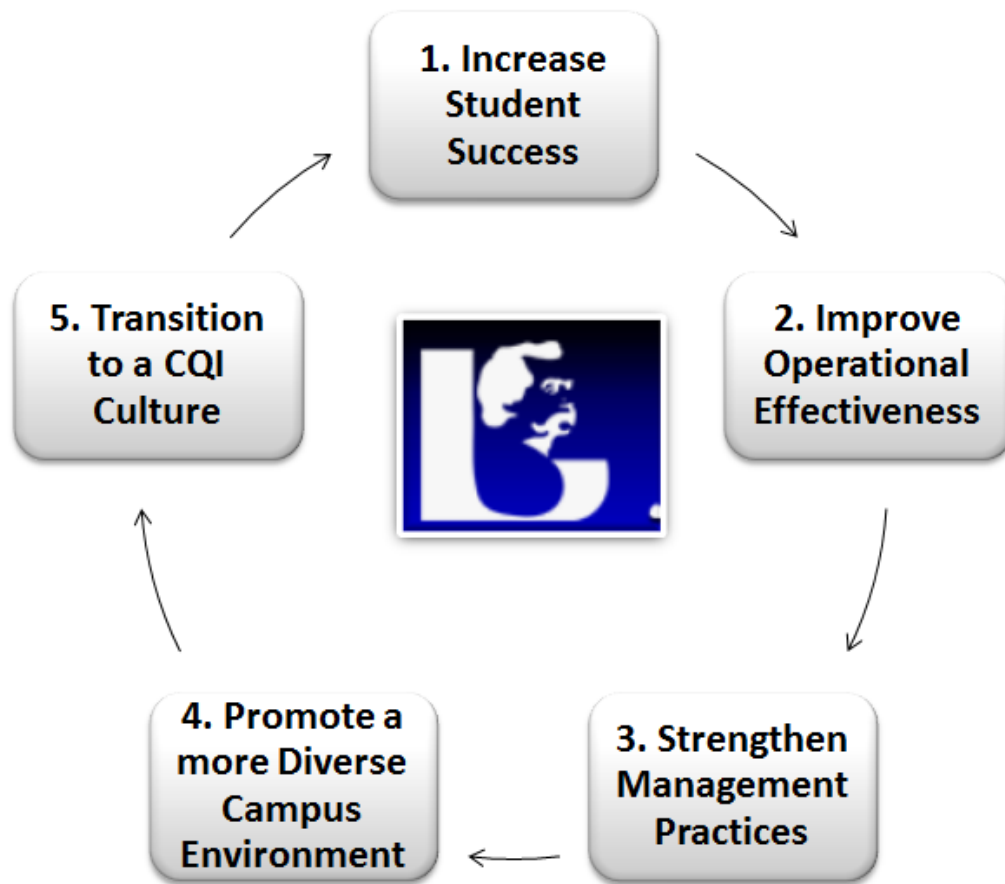 1. Increase
Student
Success
2. Improve
Operational
Effectiveness
3. Strengthen
Management
Practices
4. Promote a
more Diverse
Campus
Environment
5. Transition
to a CQI
Culture
L